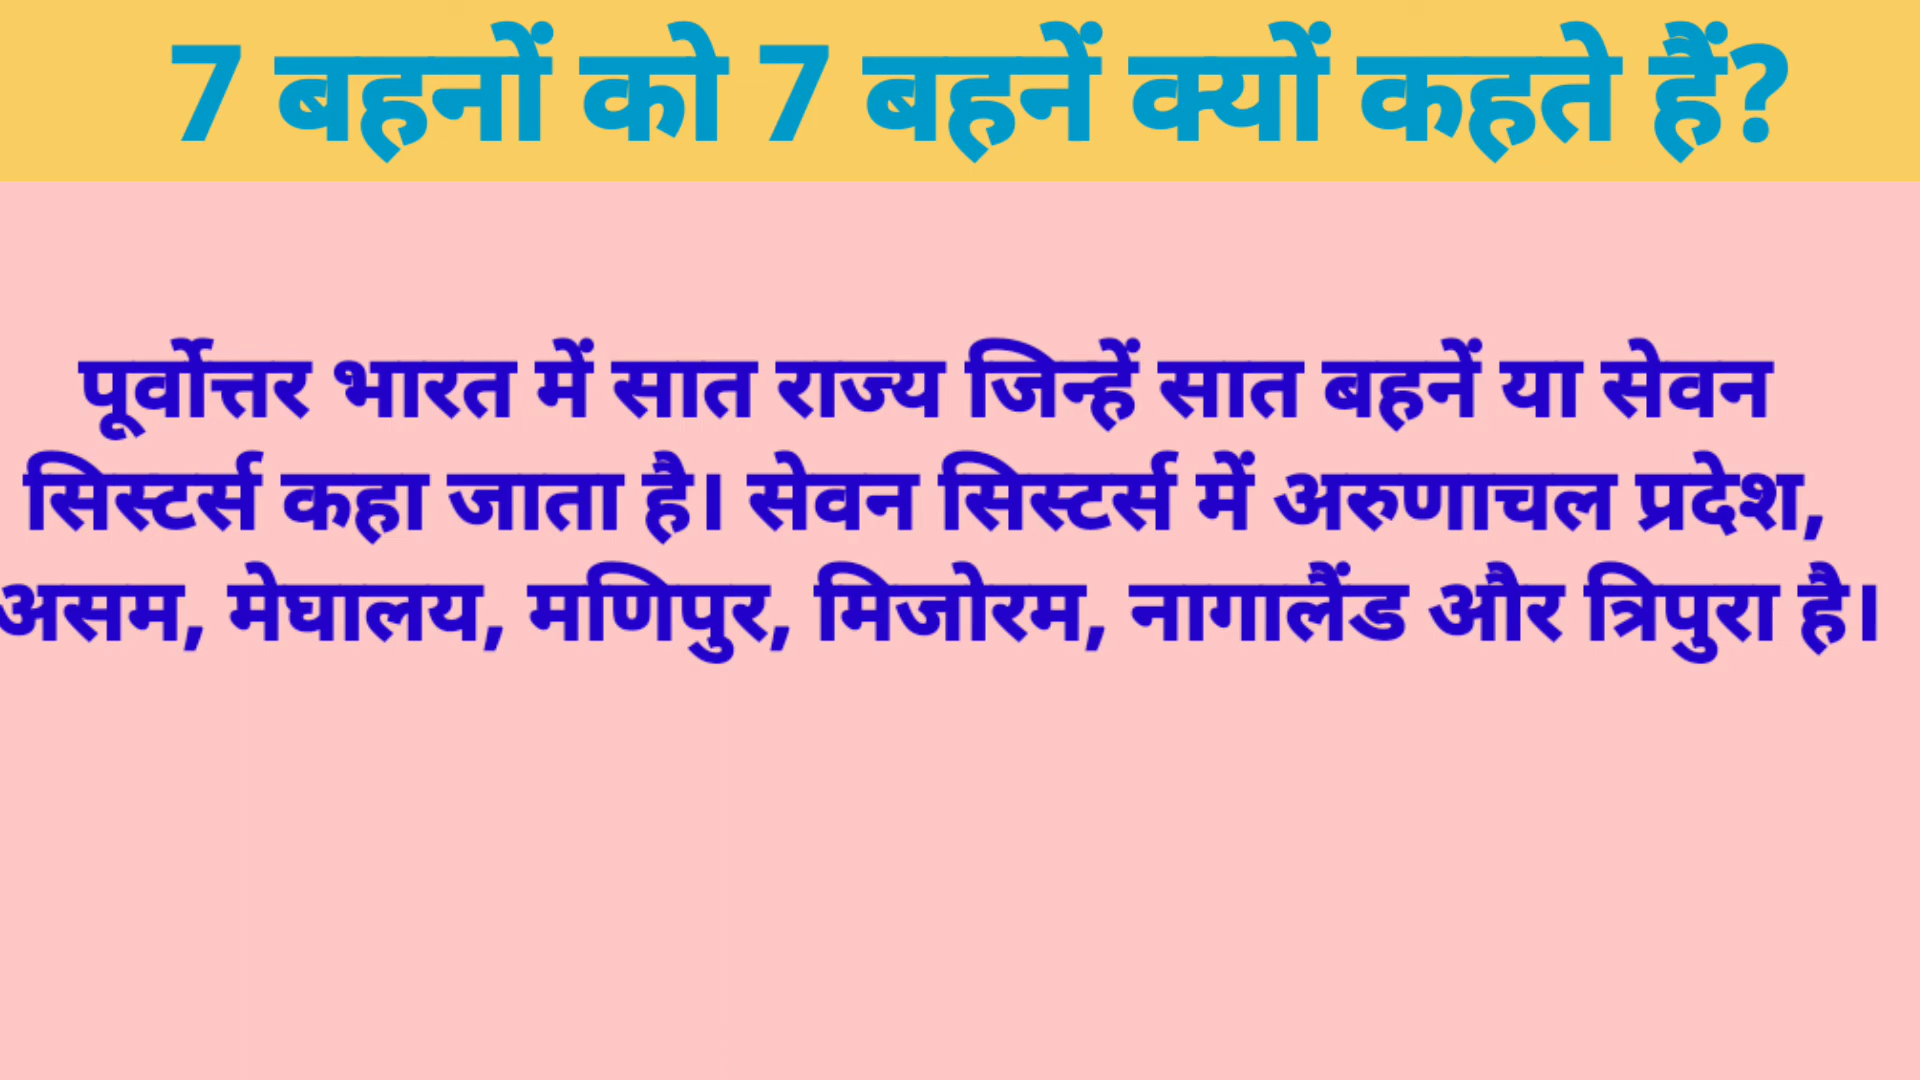 7 बहनों को 7 बहनें क्यों कहते हैं?
पूर्वोत्तर भारत में सात राज्य जिन्हें सात बहनें या सेवन
सिस्टर्स कहा जाता है। सेवन सिस्टर्स में अरुणाचल प्रदेश,
असम, मेघालय, मणिपुर, मिजोरम, नागालैंड और त्रिपुरा है।